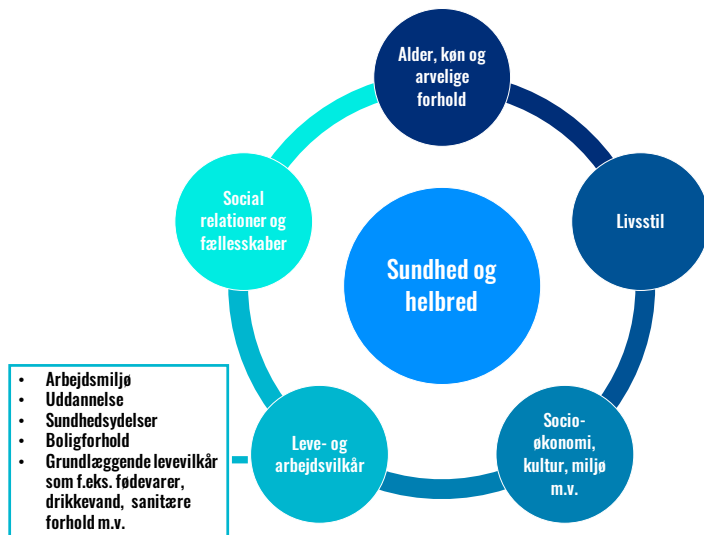 Alder, køn og
arvelige
forhold
Livsstil
Social
relationer og
fællesskaber
Sundhed og
helbred
• Arbejdsmiljø
• Uddannelse
• Sundhedsydelser
• Boligforhold
• Grundlæggende levevilkår
som f.eks. fødevarer,
drikkevand, sanitære
forhold m.v.
Leve- og
arbejdsvilkår
Socio-
økonomi,
kultur, miljø
m.v.